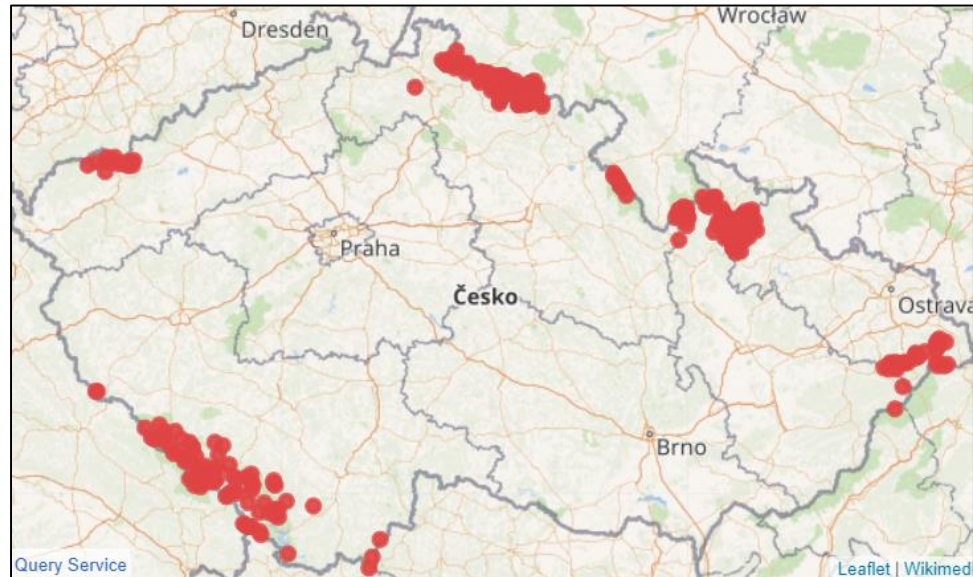 Dresden
Wrocław
Praha
Česko
Ostrava
Brno
Query Service
Leaflet | Wikimed